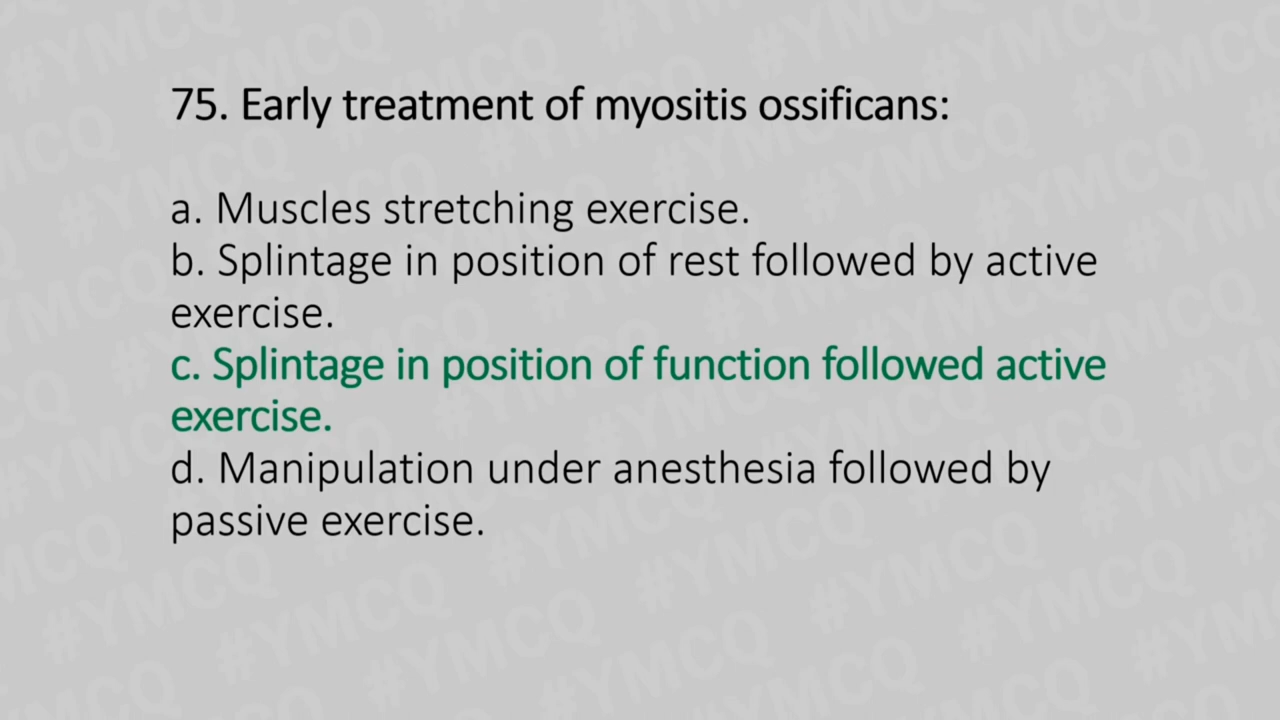 75. Early treatment of myositis ossificans:
a. Muscles stretching exercise.
b. Splintage in position of rest followed by active
exercise.
c. Splintage in position of function followed active
exercise.
d. Manipulation under anesthesia followed by
passive exercise.
#YMCQ